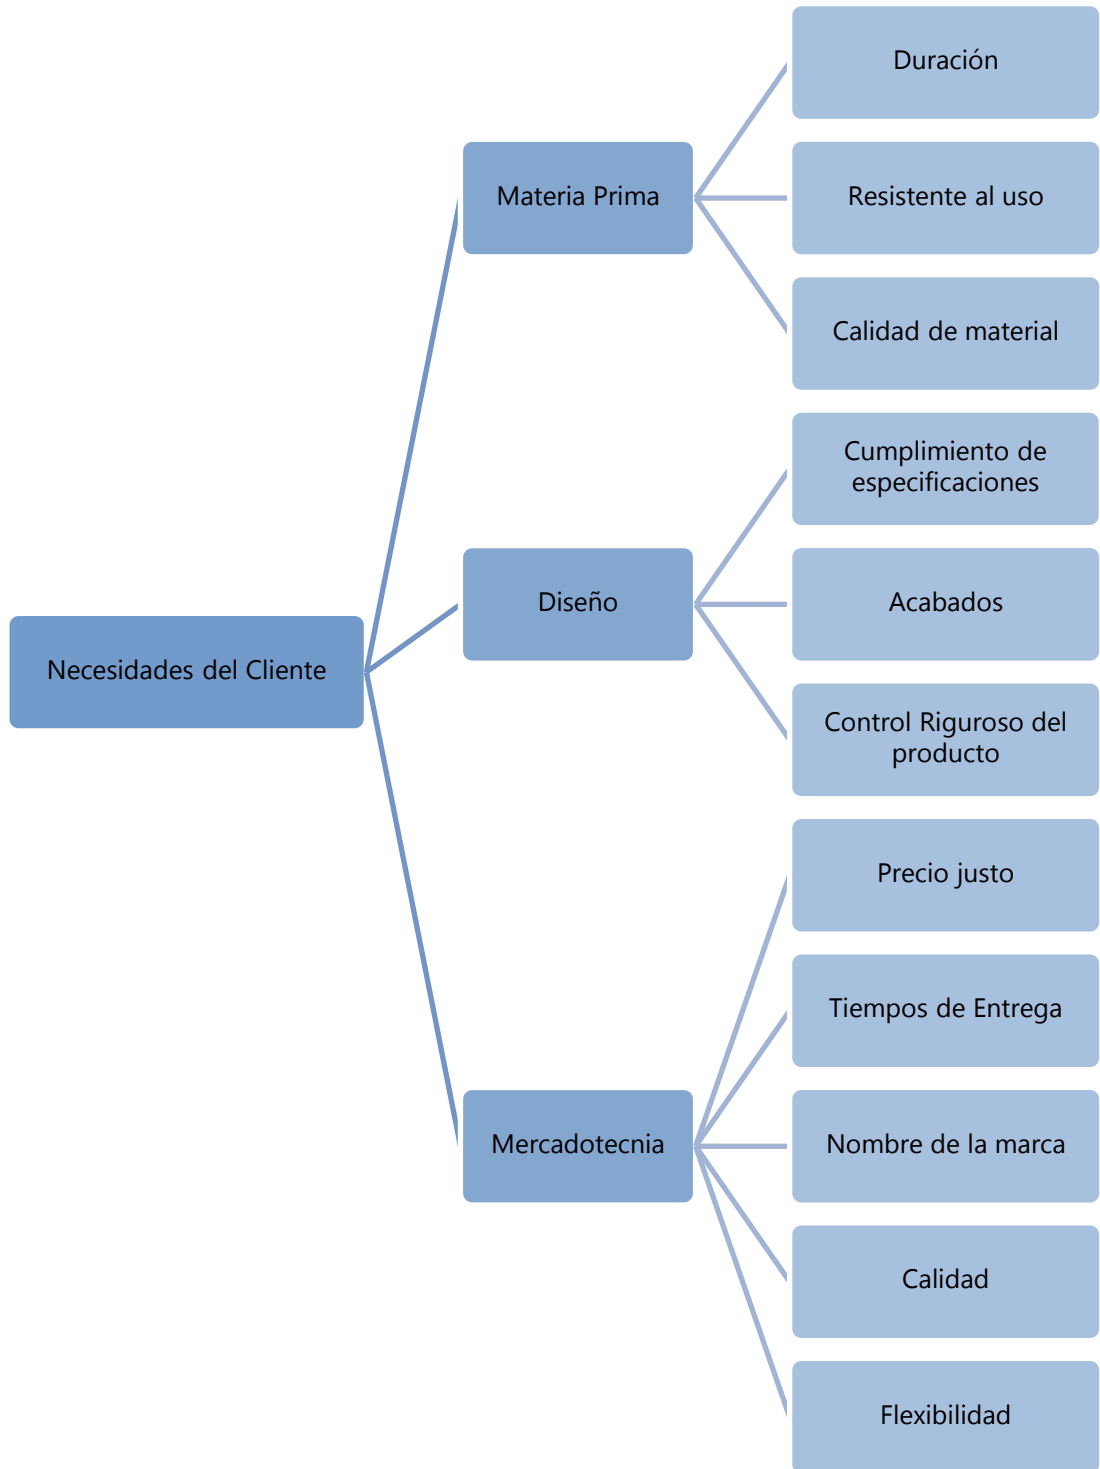 Necesidades del Cliente
Materia Prima
Duración
Resistente al uso
Calidad de material
Diseño
Cumplimiento de
especificaciones
Acabados
Control Riguroso del
producto
Mercadotecnia
Precio justo
Tiempos de Entrega
Nombre de la marca
Calidad
Flexibilidad